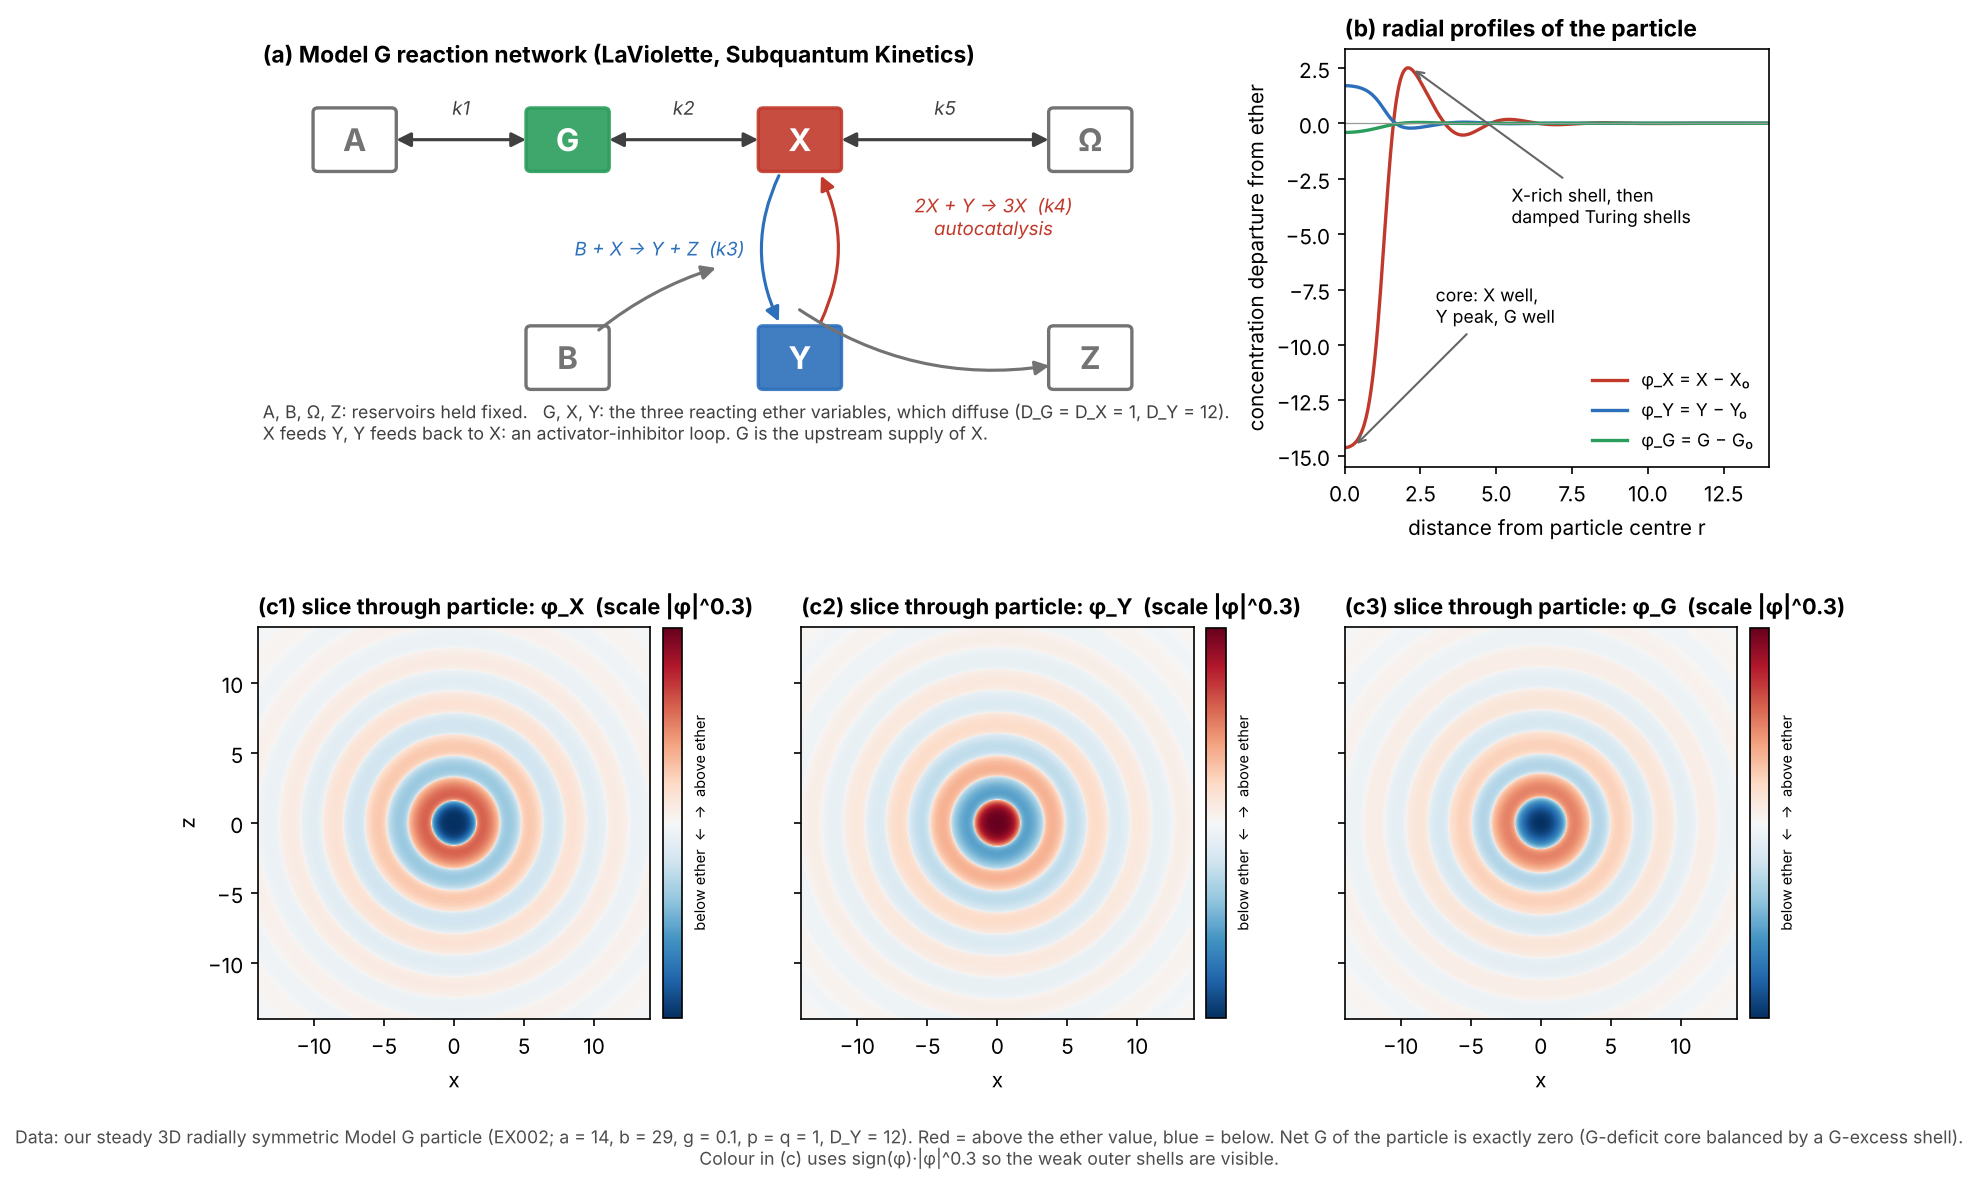 (a) Model G reaction network (LaViolette, Subquantum Kinetics)
k1
k2
k5
A
G
X
Ω
2X + Y → 3X  (k4)
autocatalysis
B + X → Y + Z  (k3)
B
Y
Z
A, B, Ω, Z: reservoirs held fixed.   G, X, Y: the three reacting ether variables, which diffuse (D_G = D_X = 1, D_Y = 12).
X feeds Y, Y feeds back to X: an activator-inhibitor loop. G is the upstream supply of X.
(b) radial profiles of the particle
concentration departure from ether
2.5
0.0
−2.5
−5.0
−7.5
−10.0
−12.5
−15.0
X-rich shell, then
damped Turing shells
core: X well,
Y peak, G well
φ_X = X − X₀
φ_Y = Y − Y₀
φ_G = G − G₀
0.0 2.5 5.0 7.5 10.0 12.5
distance from particle centre r
(c1) slice through particle: φ_X  (scale |φ|^0.3)
z
10
5
0
−5
−10
−10 −5 0 5 10
x
below ether ← → above ether
(c2) slice through particle: φ_Y  (scale |φ|^0.3)
−10 −5 0 5 10
x
below ether ← → above ether
(c3) slice through particle: φ_G  (scale |φ|^0.3)
−10 −5 0 5 10
x
below ether ← → above ether
Data: our steady 3D radially symmetric Model G particle (EX002; a = 14, b = 29, g = 0.1, p = q = 1, D_Y = 12). Red = above the ether value, blue = below. Net G of the particle is exactly zero (G-deficit core balanced by a G-excess shell).
Colour in (c) uses sign(φ)·|φ|^0.3 so the weak outer shells are visible.